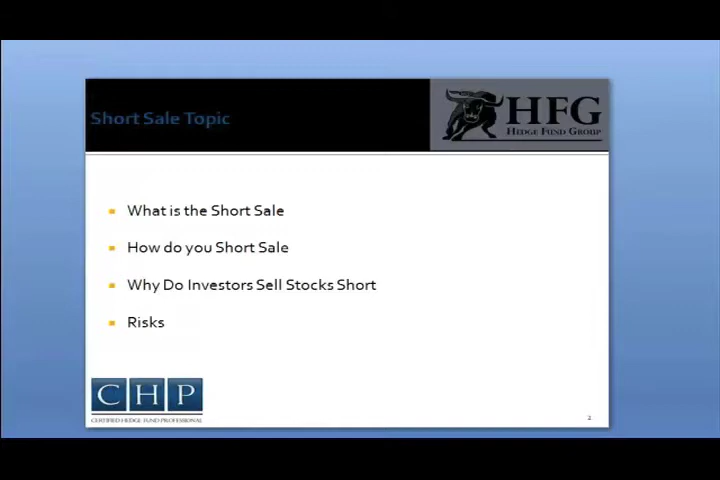 Short Sale Topic
HFG
HEDGE FUND GROUP
What is the Short Sale
How do you Short Sale
Why Do Investors Sell Stocks Short
Risks
CHP
CERTIFIED HEDGE FUND PROFESSIONAL
2